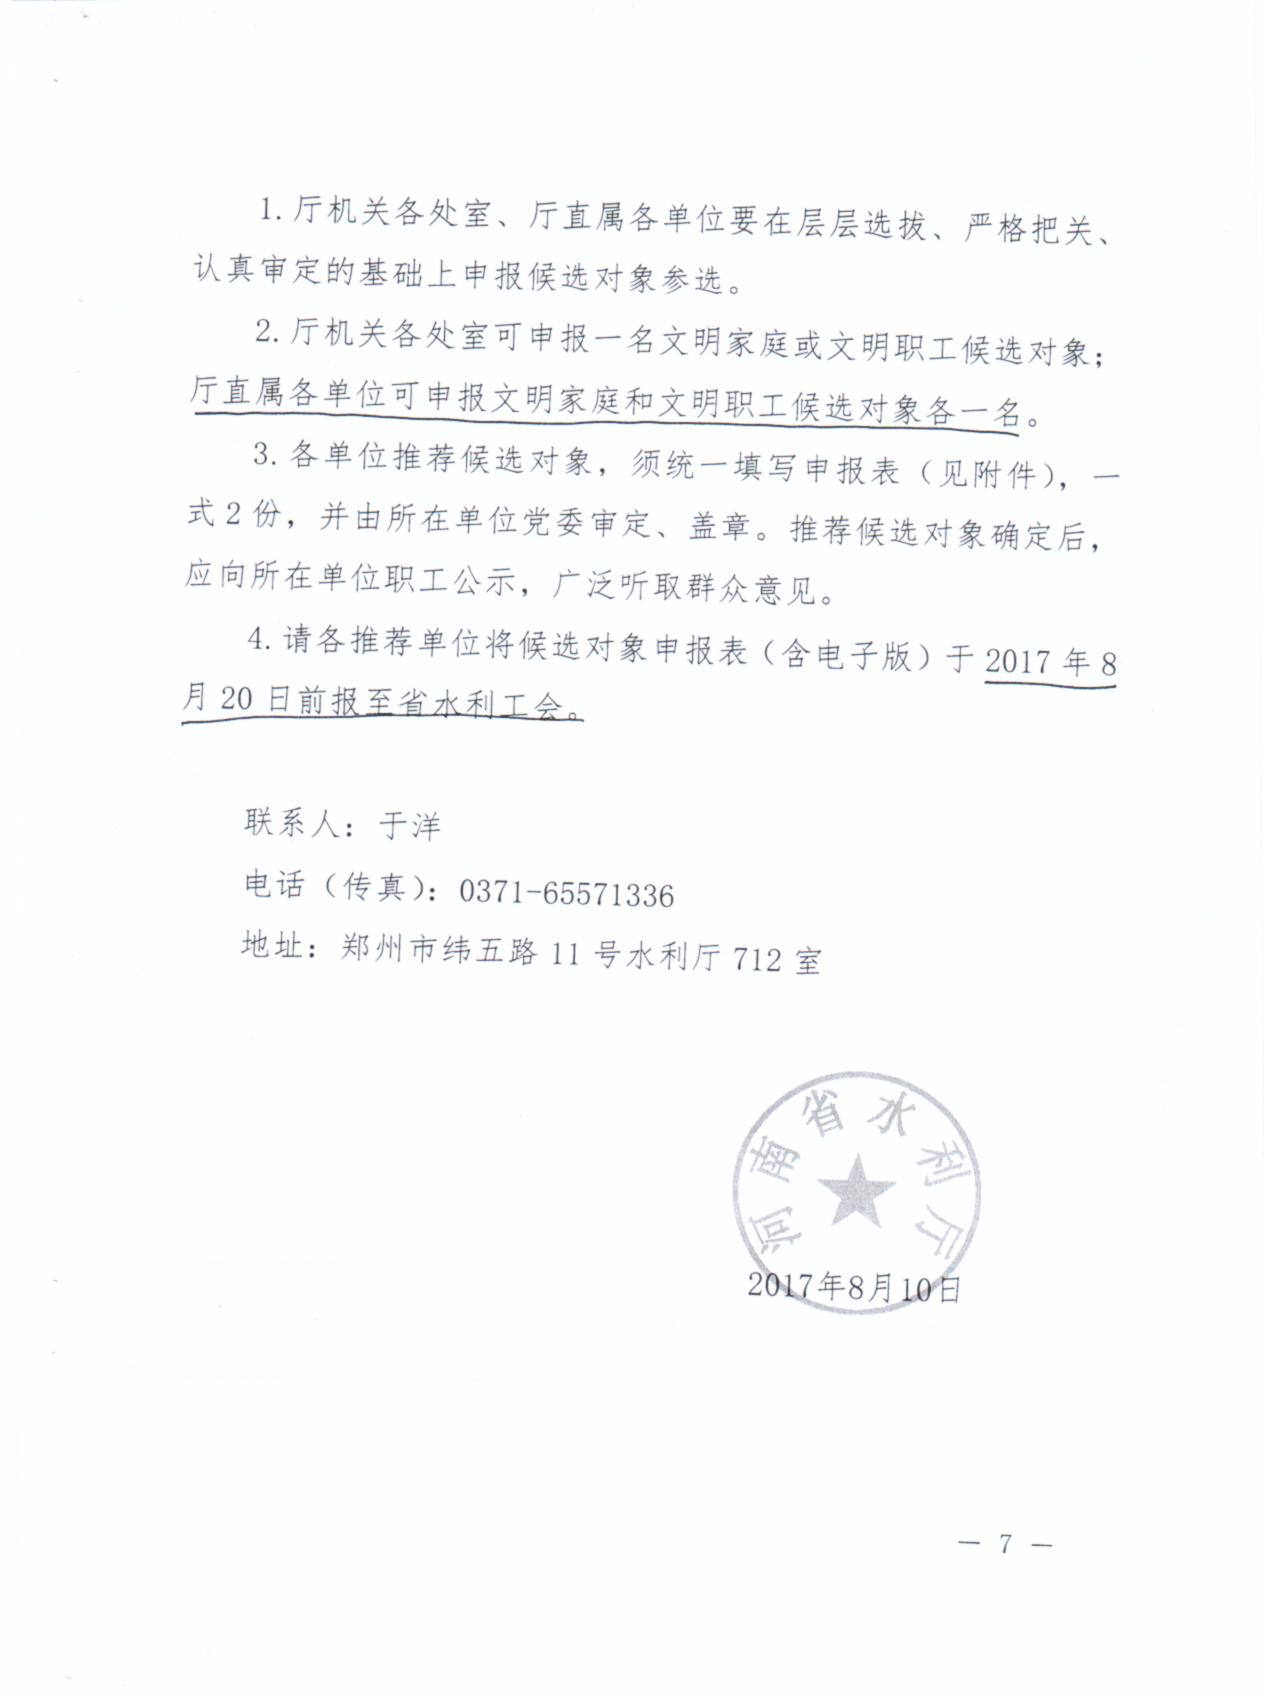 1.厅机关各处室、厅直属各单位要在层层选拔、严格把关、
认真审定的基础上申报候选对象参选。
2.厅机关各处室可申报一名文明家庭或文明职工候选对象；
厅直属各单位可申报文明家庭和文明职工候选对象各一名。
3.各单位推荐候选对象，须统一填写申报表（见附件），一
式2份，并由所在单位党委审定、盖章。推荐候选对象确定后，
应向所在单位职工公示，广泛听取群众意见。
4.请各推荐单位将候选对象申报表（含电子版）于2017年8
月20日前报至省水利工会。
联系人：于洋
电话（传真）：0371-65571336
地址：郑州市纬五路11号水利厅712室
河南省水利厅
2017年8月10日
— 7 —